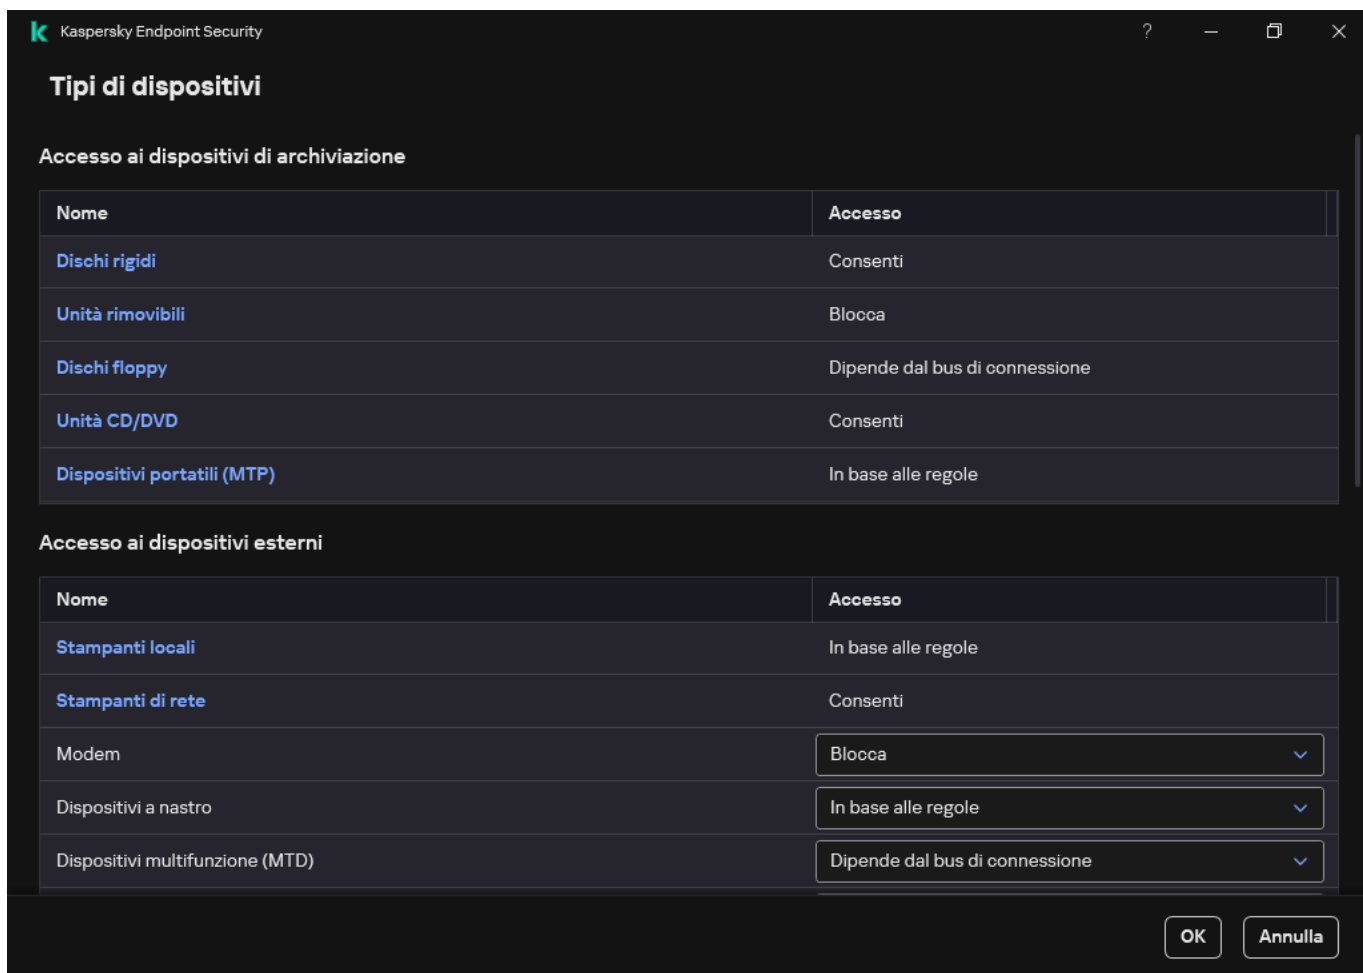 Kaspersky Endpoint Security
Tipi di dispositivi
Accesso ai dispositivi di archiviazione
Nome Accesso
Dischi rigidi Consenti
Unità rimovibili Blocca
Dischi floppy Dipende dal bus di connessione
Unità CD/DVD Consenti
Dispositivi portatili (MTP) In base alle regole
Accesso ai dispositivi esterni
Nome Accesso
Stampanti locali In base alle regole
Stampanti di rete Consenti
Modem Blocca
Dispositivi a nastro In base alle regole
Dispositivi multifunzione (MTD) Dipende dal bus di connessione
OK Annulla